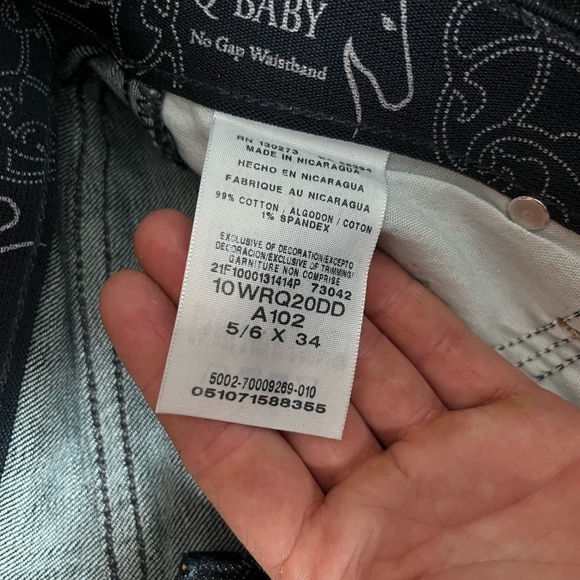 Q BABY
No Gap Waistband
RN 130273
MADE IN NICARAGUA
HECHO EN NICARAGUA
FABRIQUE AU NICARAGUA
99% COTTON / ALGODON / COTON
1% SPANDEX
EXCLUSIVE OF DECORATION/EXCEPTO
DECORACION/EXCLUSIVE OF TRIMMING/
GARNITURE NON COMPRISE
21F1000131414P 73042
10WRQ20DD
A102
5/6 X 34
5002-70009269-010
051071588355